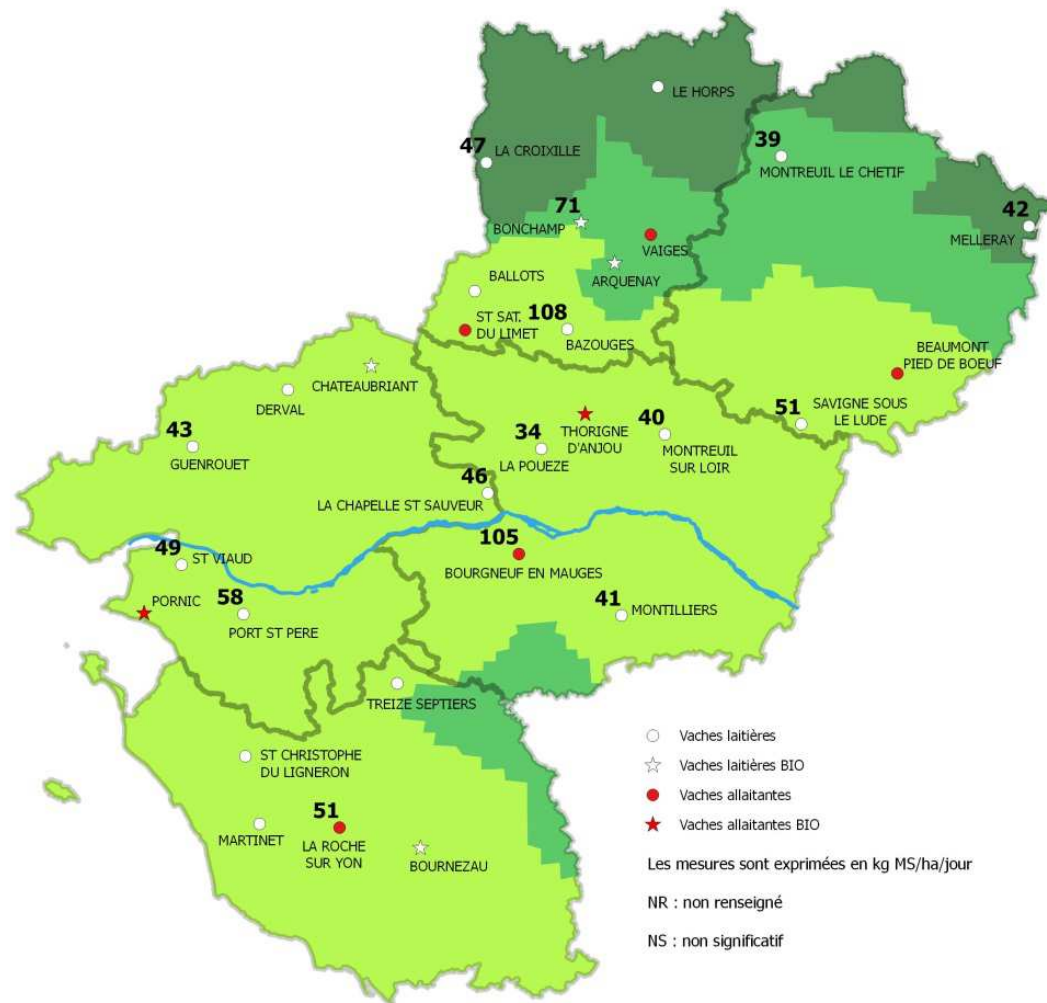 LE HORPS
47
LA CROIXILLE
39
MONTREUIL LE CHETIF
71
BONCHAMP
VAIGES
42
MELLERAY
ARQUENAY
BALLOTS
ST SAT.
DU LIMET
108
BAZOUGES
BEAUMONT
PIED DE BOEUF
CHATEAUBRIANT
DERVAL
51
SAVIGNE SOUS
LE LUDE
43
GUENROUET
34
LA POUEZE
THORIGNE
D'ANJOU
40
MONTREUIL
SUR LOIR
46
LA CHAPELLE ST SAUVEUR
49
ST VIAUD
105
BOURGNEUF EN MAUGES
PORNIC
58
PORT ST PERE
41
MONTILLIERS
TREIZE SEPTIERS
ST CHRISTOPHE
DU LIGNERON
MARTINET
51
LA ROCHE
SUR YON
BOURNEZAU
Vaches laitières
Vaches laitières BIO
Vaches allaitantes
Vaches allaitantes BIO
Les mesures sont exprimées en kg MS/ha/jour
NR : non renseigné
NS : non significatif